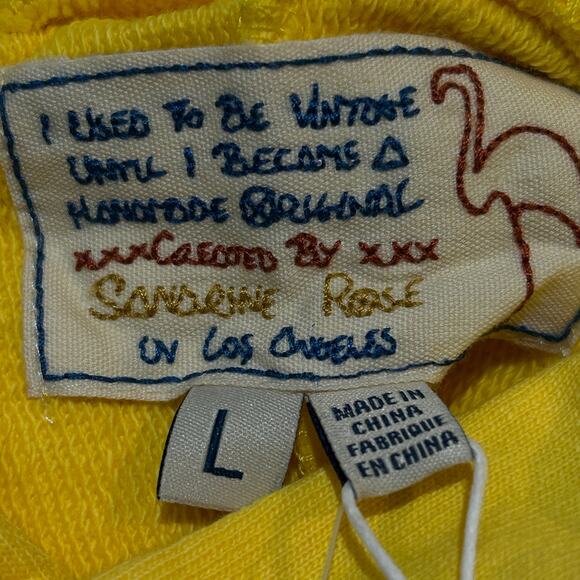 I USED TO BE VINTAGE
UNTIL I BECAME A
HANDMADE ORIGINAL
xxxCREATED BY xxx
SANDRINE ROSE
IN LOS ANGELES
L
MADE IN
CHINA
FABRIQUE
EN CHINA